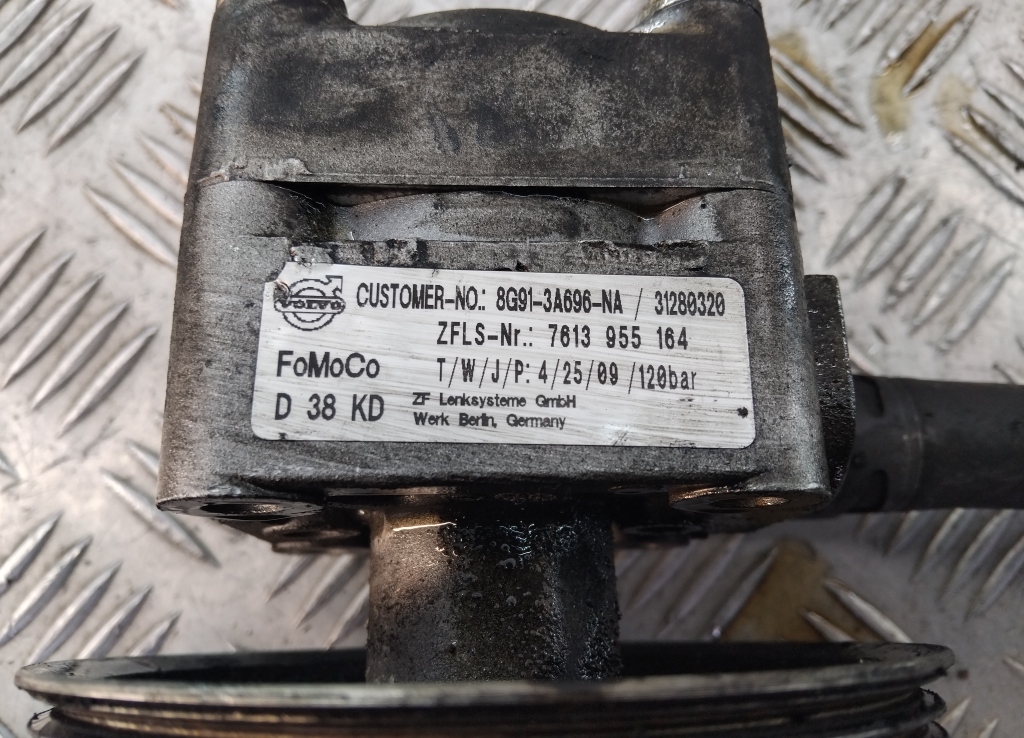 VOLVO CUSTOMER-NO.: 8G91-3A696-NA / 31280320
ZFLS-Nr.: 7613 955 164
FoMoCo T/W/J/P: 4/25/09 /120bar
D 38 KD ZF Lenksysteme GmbH
Werk Berlin, Germany